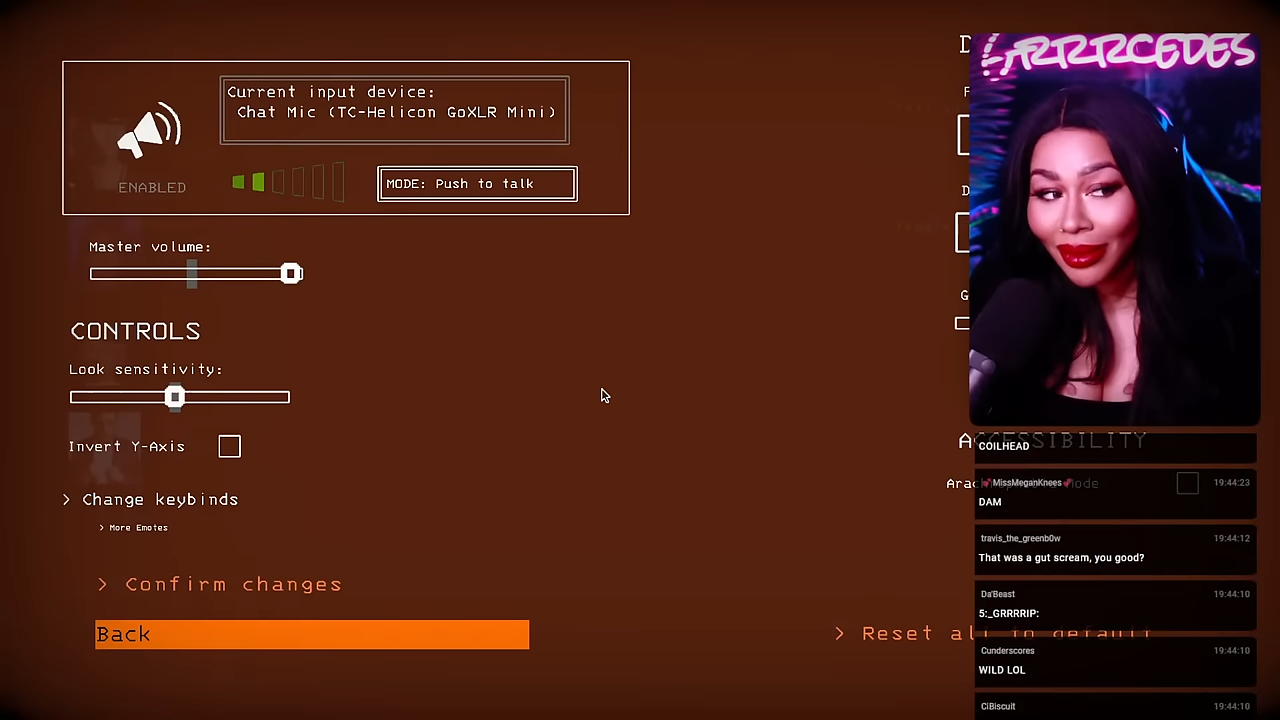 Current input device:
Chat Mic (TC-Helicon GoXLR Mini)
ENABLED
MODE: Push to talk
Master volume:
CONTROLS
Look sensitivity:
Invert Y-Axis
> Change keybinds
> More Emotes
> Confirm changes
Back
> Reset all to default
LARRRCEDES
ACCESSIBILITY
COILHEAD
MissMeganKnees 19:44:23
DAM
travis_the_greenb0w 19:44:12
That was a gut scream, you good?
Da'Beast 19:44:10
5:_GRRRRIP:
Cunderscores 19:44:10
WILD LOL
CiBiscuit 19:44:10